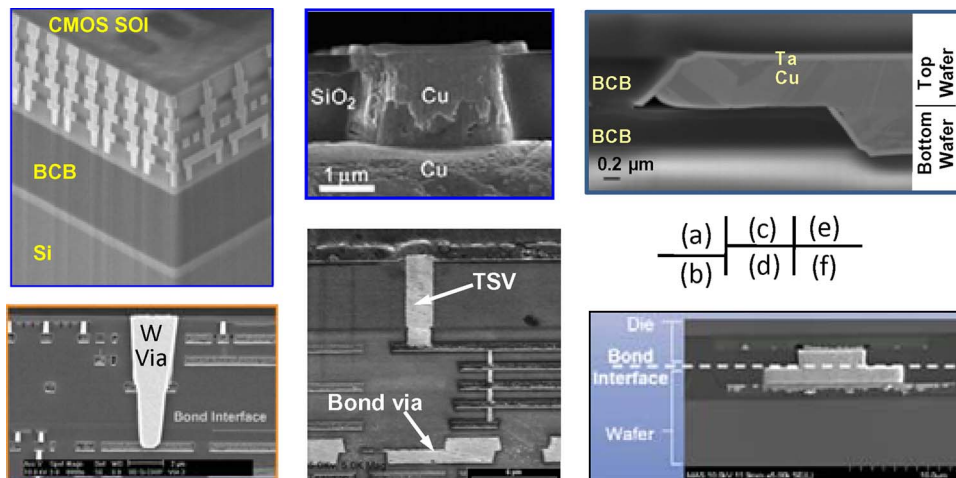 CMOS SOI
BCB
Si
SiO2
Cu
Cu
1 µm
Ta
Cu
BCB
BCB
0.2 µm
Top
Wafer
Bottom
Wafer
(a) (c) (e)
(b) (d) (f)
W
Via
Bond Interface
TSV
Bond via
Die
Bond
Interface
Wafer